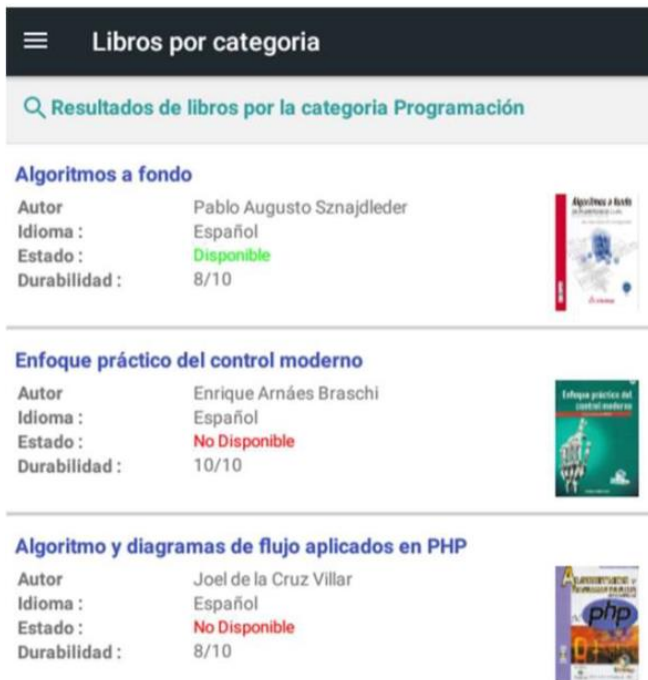 Libros por categoria
Resultados de libros por la categoria Programación
Algoritmos a fondo
Autor Pablo Augusto Sznajdleder
Idioma : Español
Estado : Disponible
Durabilidad : 8/10
Algoritmos a fondo
Enfoque práctico del control moderno
Autor Enrique Arnáes Braschi
Idioma : Español
Estado : No Disponible
Durabilidad : 10/10
Enfoque práctico del
control moderno
Algoritmo y diagramas de flujo aplicados en PHP
Autor Joel de la Cruz Villar
Idioma : Español
Estado : No Disponible
Durabilidad : 8/10
php